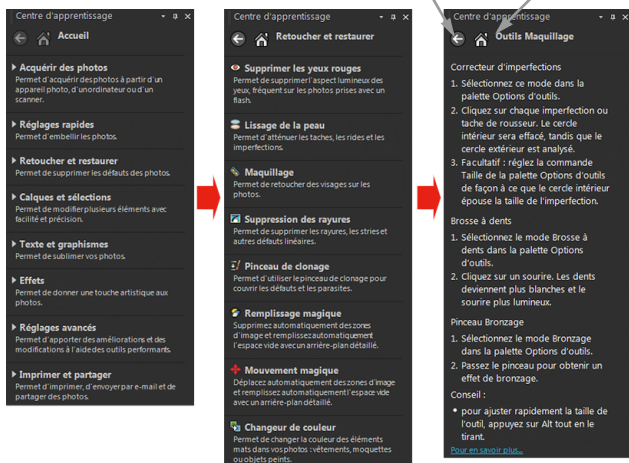 Centre d'apprentissage
Accueil
Acquérir des photos
Permet d'acquérir des photos à partir d'un
appareil photo, d'un ordinateur ou d'un
scanner.
Réglages rapides
Permet d'embellir les photos.
Retoucher et restaurer
Permet de supprimer les défauts des photos.
Calques et sélections
Permet de modifier plusieurs éléments avec
facilité et précision.
Texte et graphismes
Permet de sublimer vos photos.
Effets
Permet de donner une touche artistique aux
photos.
Réglages avancés
Permet d'apporter des améliorations et des
modifications à l'aide des outils performants.
Imprimer et partager
Permet d'imprimer, d'envoyer par e-mail et de
partager des photos.
Centre d'apprentissage
Retoucher et restaurer
Supprimer les yeux rouges
Permet de supprimer l'aspect lumineux des
yeux, fréquent sur les photos prises avec un
flash.
Lissage de la peau
Permet d'atténuer les taches, les rides et les
imperfections.
Maquillage
Permet de retoucher des visages sur les
photos.
Suppression des rayures
Permet de supprimer les rayures, les stries et
autres défauts linéaires.
Pinceau de clonage
Permet d'utiliser le pinceau de clonage pour
couvrir les défauts et les parasites.
Remplissage magique
Supprimez automatiquement des zones
d'image et remplissez automatiquement
l'espace vide avec un arrière-plan détaillé.
Mouvement magique
Déplacez automatiquement des zones d'image
et remplissez automatiquement l'espace vide
avec un arrière-plan détaillé.
Changeur de couleur
Permet de changer la couleur des éléments
mats dans vos photos : vêtements, moquettes
ou objets peints.
Centre d'apprentissage
Outils Maquillage
Correcteur d'imperfections
1. Sélectionnez ce mode dans la
palette Options d'outils.
2. Cliquez sur chaque imperfection ou
tache de rousseur. Le cercle
intérieur sera effacé, tandis que le
cercle extérieur est analysé.
3. Facultatif : réglez la commande
Taille de la palette Options d'outils
de façon à ce que le cercle intérieur
épouse la taille de l'imperfection.
Brosse à dents
1. Sélectionnez le mode Brosse à
dents dans la palette Options
d'outils.
2. Cliquez sur un sourire. Les dents
deviennent plus blanches et le
sourire plus lumineux.
Pinceau Bronzage
1. Sélectionnez le mode Bronzage
dans la palette Options d'outils.
2. Passez le pinceau pour obtenir un
effet de bronzage.
Conseil :
• pour ajuster rapidement la taille de
l'outil, appuyez sur Alt tout en le
tirant.
Pour en savoir plus...